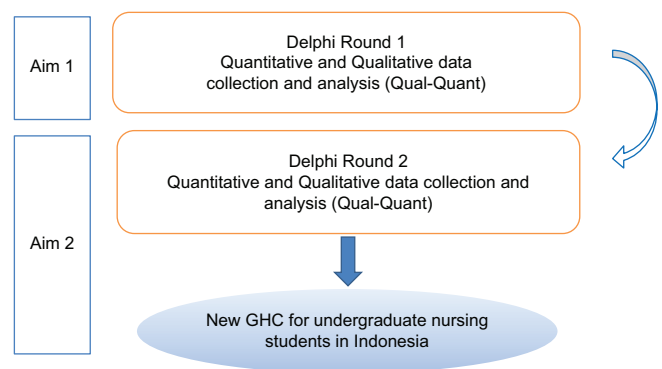 Aim 1
Delphi Round 1
Quantitative and Qualitative data
collection and analysis (Qual-Quant)
Aim 2
Delphi Round 2
Quantitative and Qualitative data collection and
analysis (Qual-Quant)
New GHC for undergraduate nursing
students in Indonesia